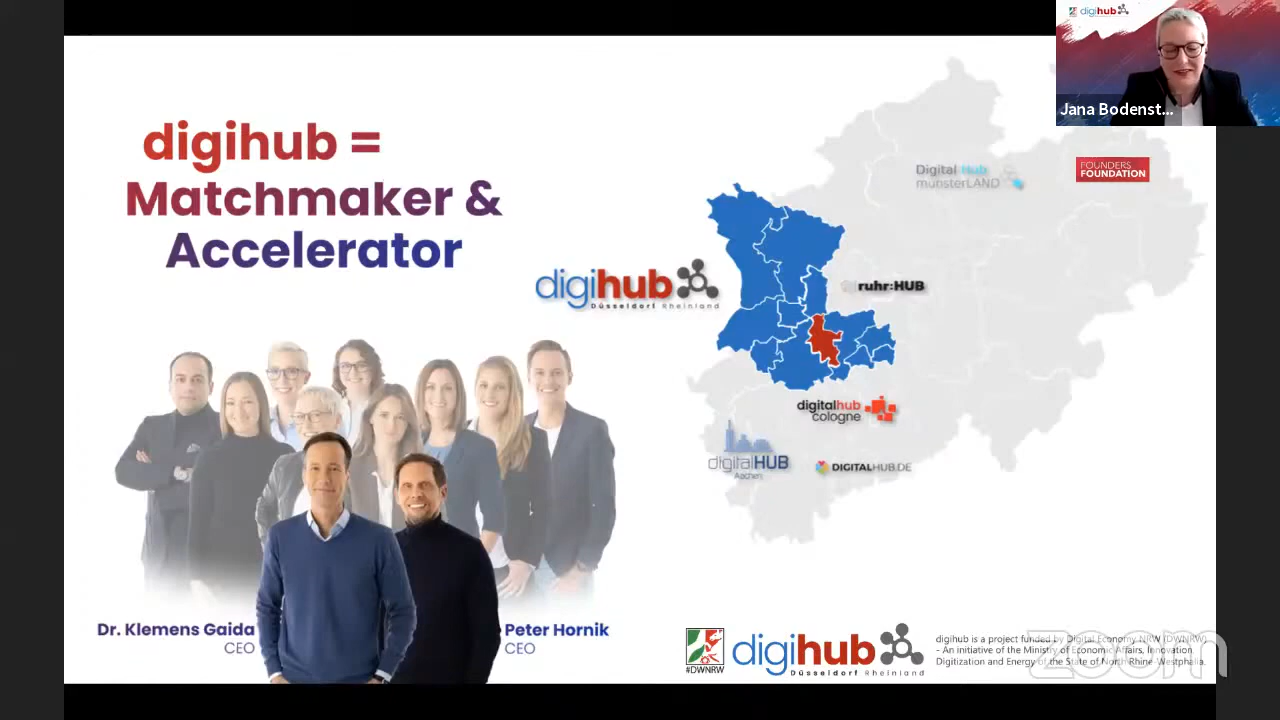 digihub
Jana Bodenst...
digihub =
Matchmaker &
Accelerator
Digital Hub
münsterLAND
FOUNDERS
FOUNDATION
digihub
Düsseldorf Rheinland
ruhr:HUB
digitalhub
cologne
digitalHUB
Aachen
DIGITALHUB.DE
Dr. Klemens Gaida
CEO
Peter Hornik
CEO
#DWNRW
digihub
Düsseldorf Rheinland
digihub is a project funded by Digital Economy NRW (DWNRW)
- An initiative of the Ministry of Economic Affairs, Innovation,
Digitization and Energy of the State of North Rhine-Westphalia.
zoom